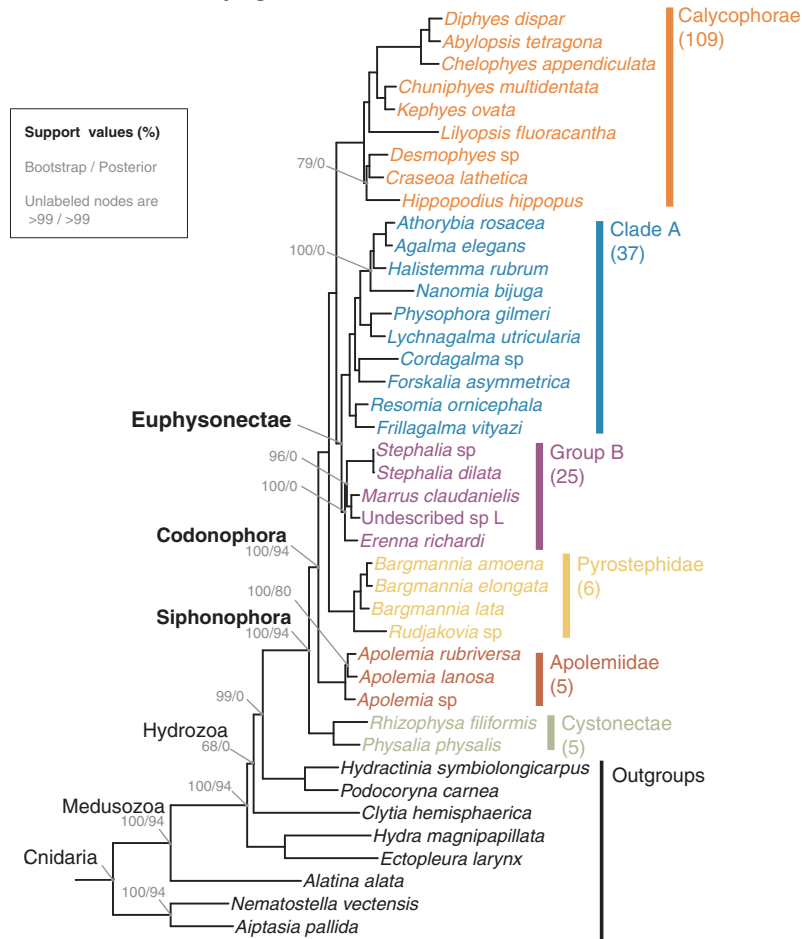 Diphyes dispar
Abylopsis tetragona
Chelophyes appendiculata
Chuniphyes multidentata
Kephyes ovata
Lilyopsis fluoracantha
Desmophyes sp
Craseoa lathetica
Hippopodius hippopus
Calycophorae
(109)
Support values (%)
Bootstrap / Posterior
Unlabeled nodes are
>99 / >99
79/0
Athorybia rosacea
Agalma elegans
Halistemma rubrum
Nanomia bijuga
Physophora gilmeri
Lychnagalma utricularia
Cordagalma sp
Forskalia asymmetrica
Resomia ornicephala
Frillagalma vityazi
Clade A
(37)
100/0
Euphysonectae
Stephalia sp
Stephalia dilata
Marrus claudanielis
Undescribed sp L
Erenna richardi
Group B
(25)
96/0
100/0
Codonophora
100/94
Bargmannia amoena
Bargmannia elongata
Bargmannia lata
Rudjakovia sp
Pyrostephidae
(6)
100/80
Siphonophora
100/94
Apolemia rubriversa
Apolemia lanosa
Apolemia sp
Apolemiidae
(5)
99/0
Rhizophysa filiformis
Physalia physalis
Cystonectae
(5)
Hydrozoa
68/0
Hydractinia symbiolongicarpus
Podocoryna carnea
Clytia hemisphaerica
Hydra magnipapillata
Ectopleura larynx
Alatina alata
Nematostella vectensis
Aiptasia pallida
Outgroups
100/94
Medusozoa
100/94
Cnidaria
100/94